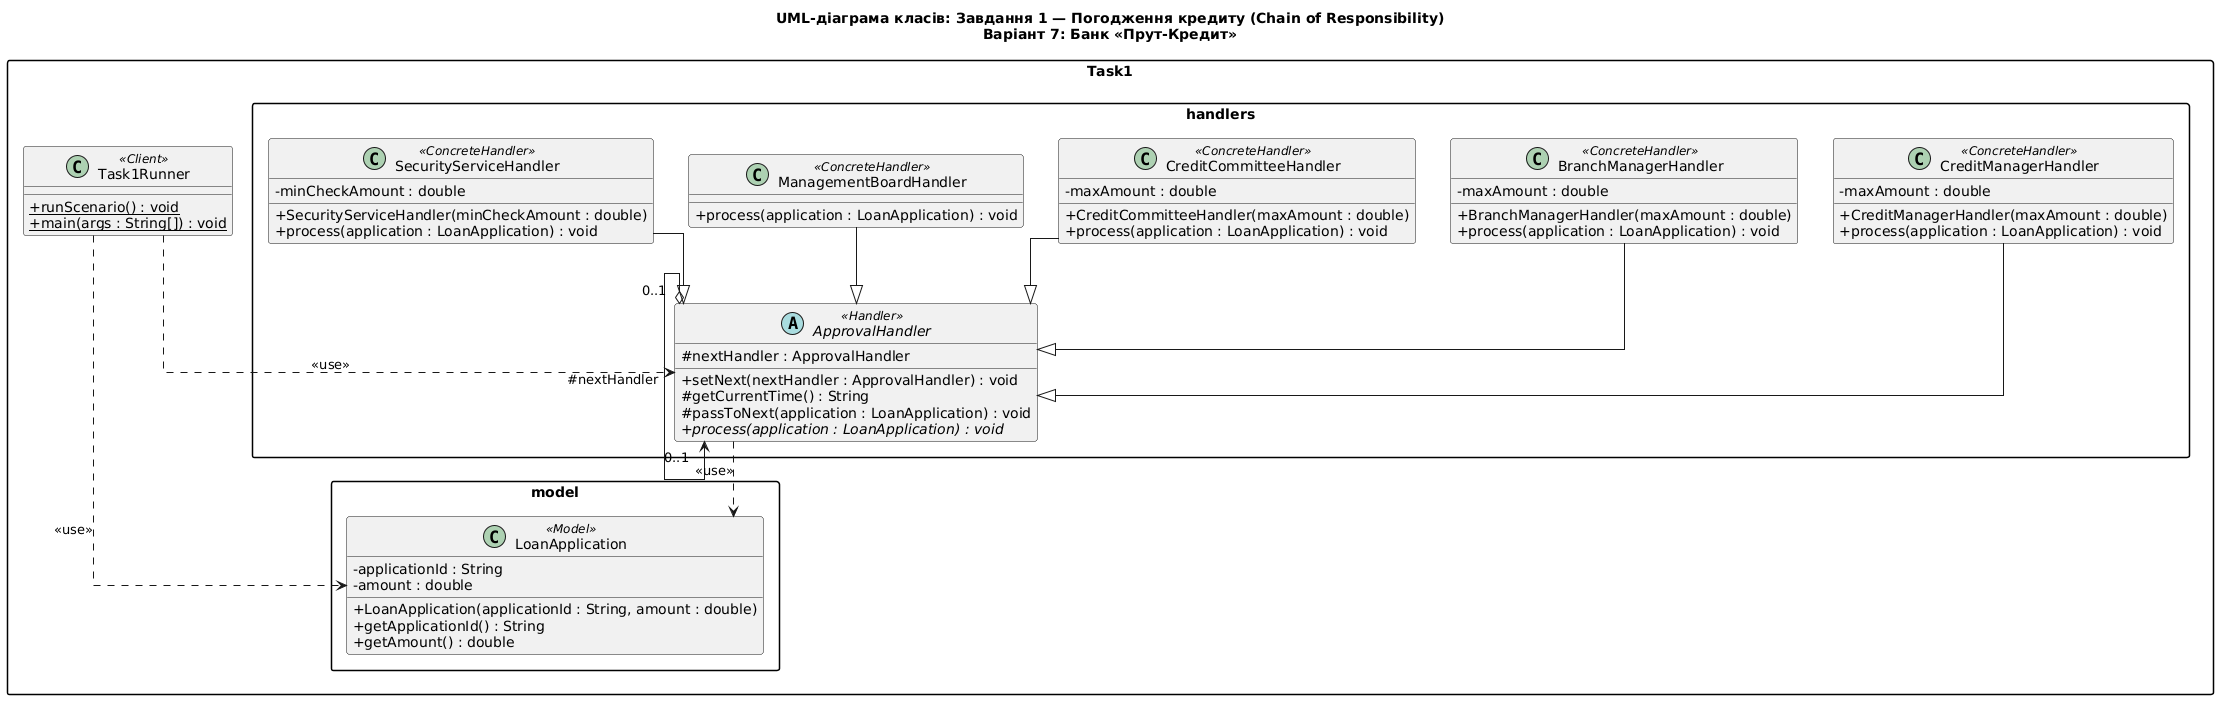 UML-діаграма класів: Завдання 1 — Погодження кредиту (Chain of Responsibility)
Варіант 7: Банк «Прут-Кредит»
Task1
handlers
«Client»
Task1Runner
+runScenario() : void
+main(args : String[]) : void
«ConcreteHandler»
SecurityServiceHandler
-minCheckAmount : double
+SecurityServiceHandler(minCheckAmount : double)
+process(application : LoanApplication) : void
«ConcreteHandler»
ManagementBoardHandler
+process(application : LoanApplication) : void
«ConcreteHandler»
CreditCommitteeHandler
-maxAmount : double
+CreditCommitteeHandler(maxAmount : double)
+process(application : LoanApplication) : void
«ConcreteHandler»
BranchManagerHandler
-maxAmount : double
+BranchManagerHandler(maxAmount : double)
+process(application : LoanApplication) : void
«ConcreteHandler»
CreditManagerHandler
-maxAmount : double
+CreditManagerHandler(maxAmount : double)
+process(application : LoanApplication) : void
0..1
«Handler»
ApprovalHandler
#nextHandler : ApprovalHandler
+setNext(nextHandler : ApprovalHandler) : void
#getCurrentTime() : String
#passToNext(application : LoanApplication) : void
+process(application : LoanApplication) : void
«use»
#nextHandler
0..1
«use»
model
«use»
«Model»
LoanApplication
-applicationId : String
-amount : double
+LoanApplication(applicationId : String, amount : double)
+getApplicationId() : String
+getAmount() : double